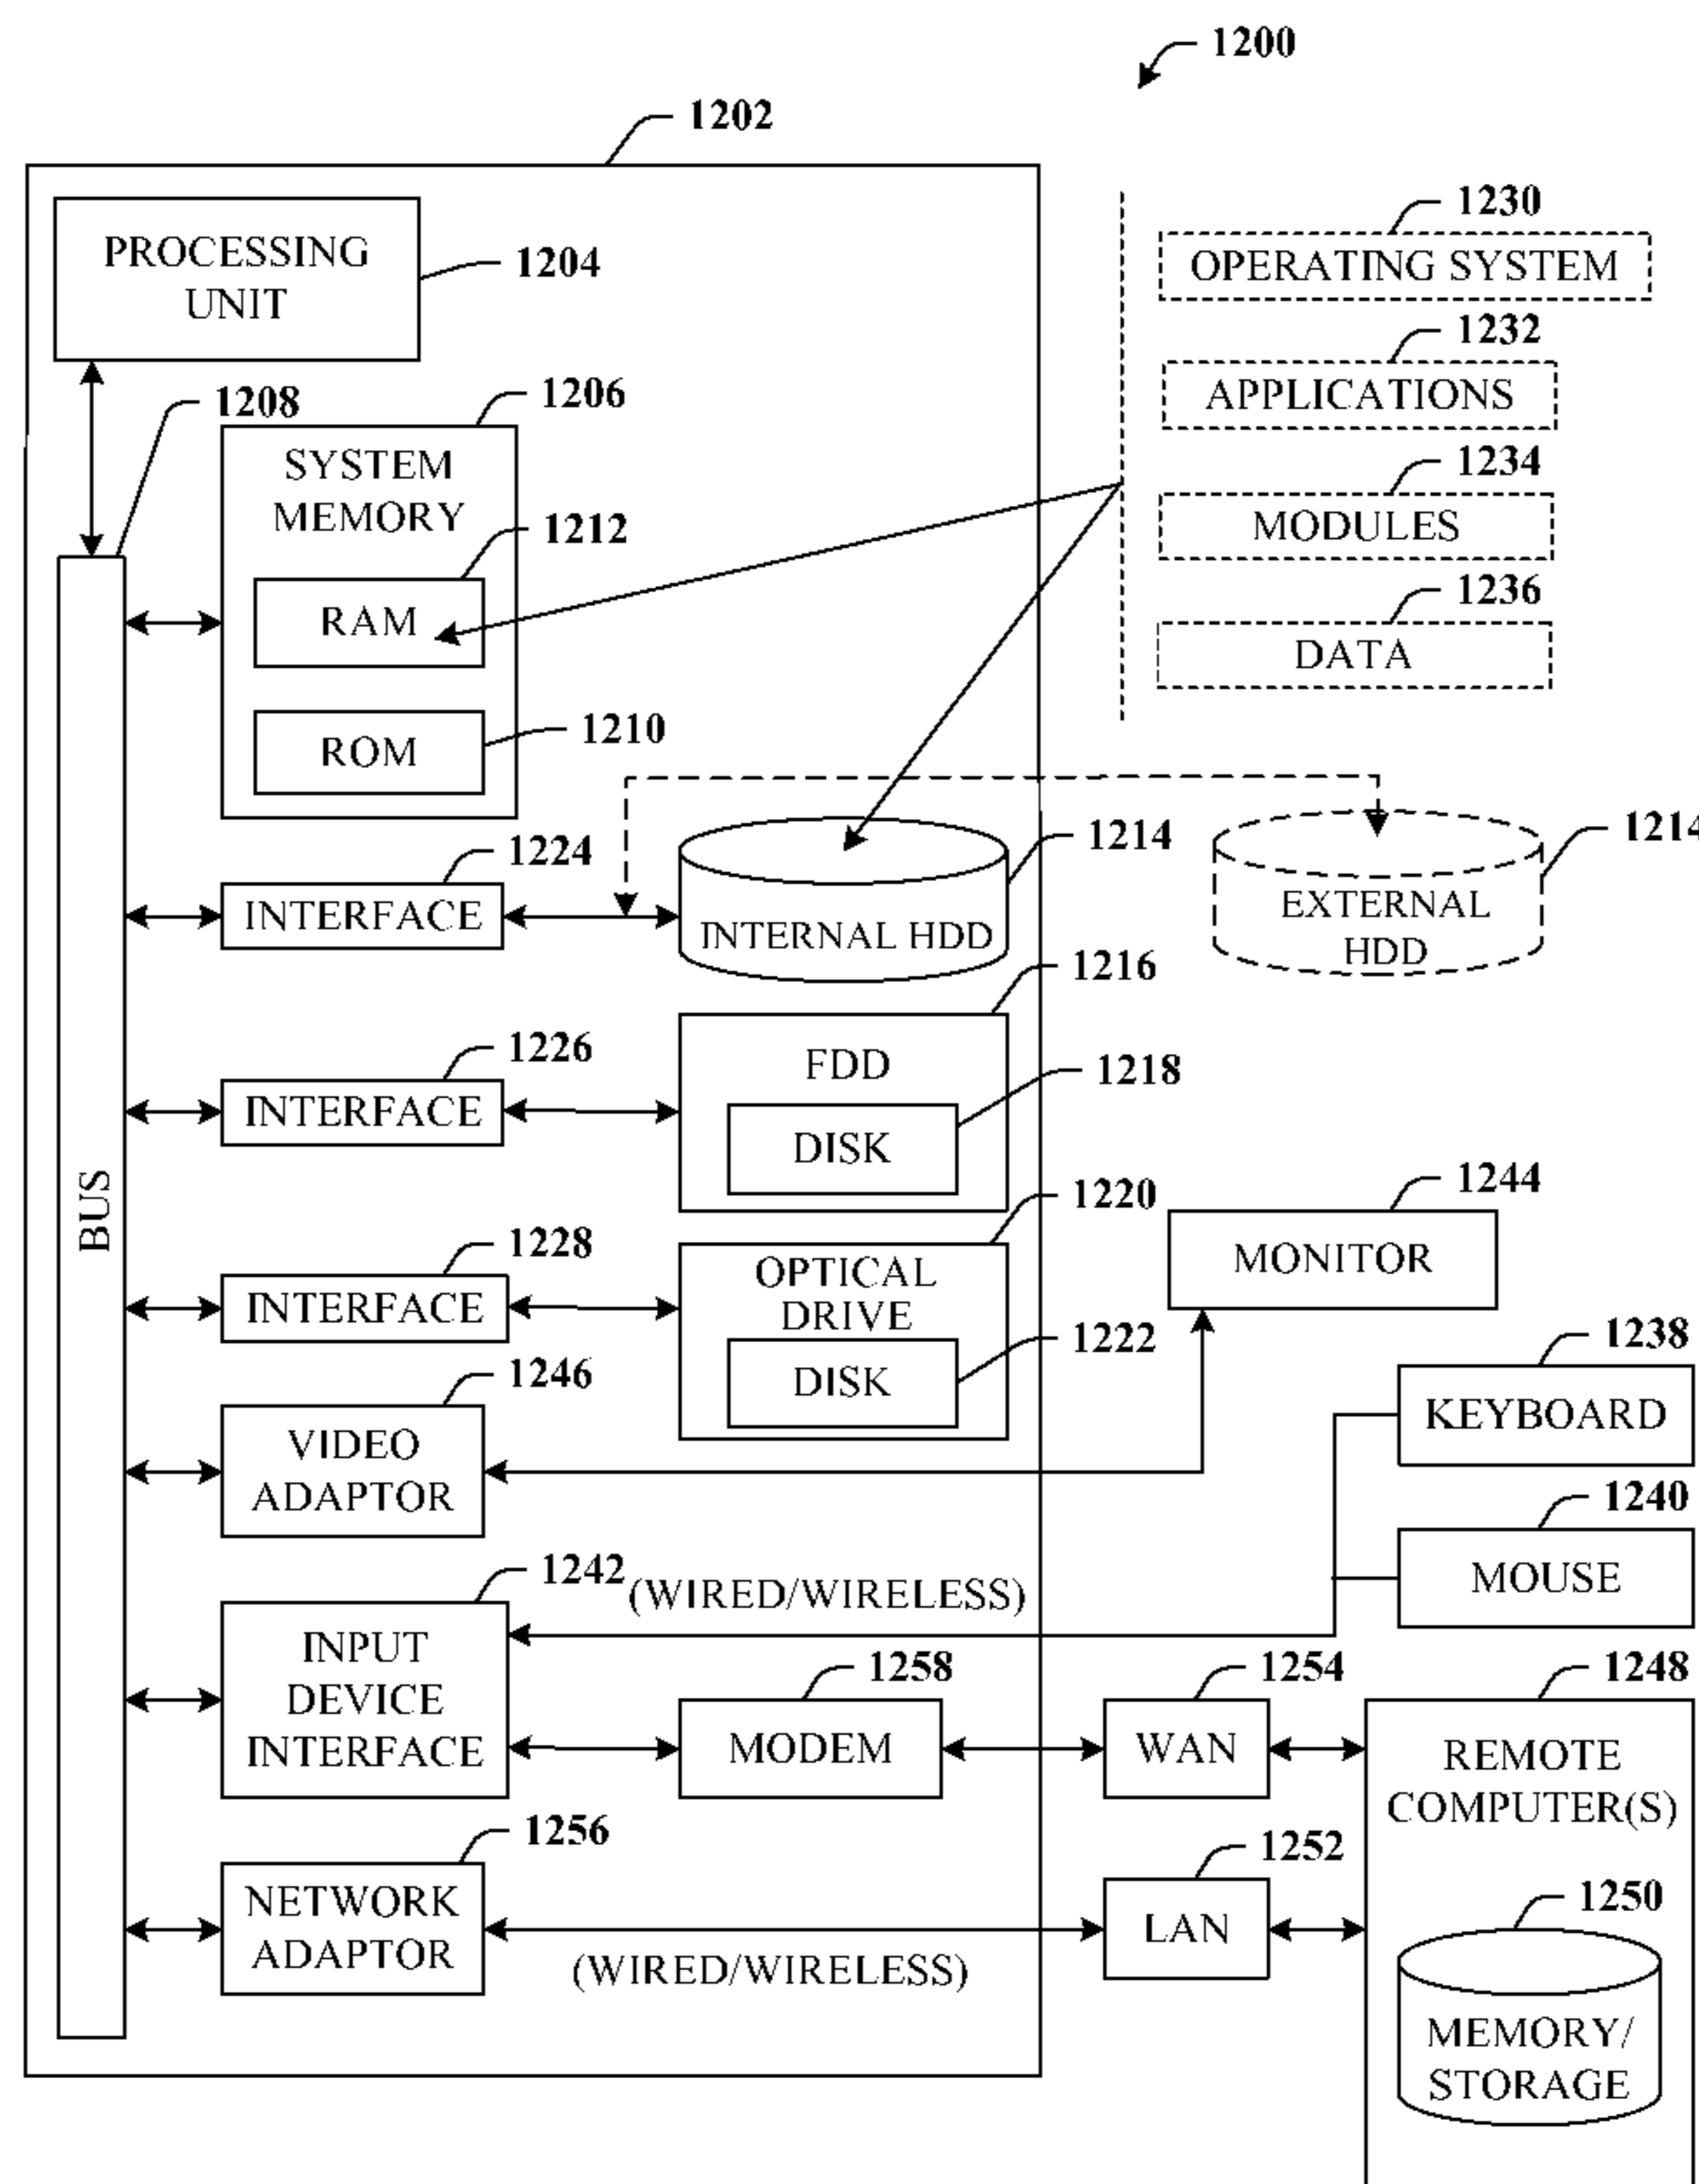 1200
1202
PROCESSING
UNIT
1204
1230
OPERATING SYSTEM
1232
APPLICATIONS
1234
MODULES
1236
DATA
1208
1206
SYSTEM
MEMORY
1212
RAM
1210
ROM
1224
INTERFACE
1214
INTERNAL HDD
1214
EXTERNAL
HDD
1216
1226
INTERFACE
FDD
1218
DISK
BUS
1220
1228
INTERFACE
OPTICAL
DRIVE
1222
DISK
1244
MONITOR
1238
KEYBOARD
1246
VIDEO
ADAPTOR
1240
MOUSE
1242
(WIRED/WIRELESS)
INPUT
DEVICE
INTERFACE
1258
MODEM
1254
WAN
1248
REMOTE
COMPUTER(S)
1256
NETWORK
ADAPTOR
(WIRED/WIRELESS)
1252
LAN
1250
MEMORY/
STORAGE